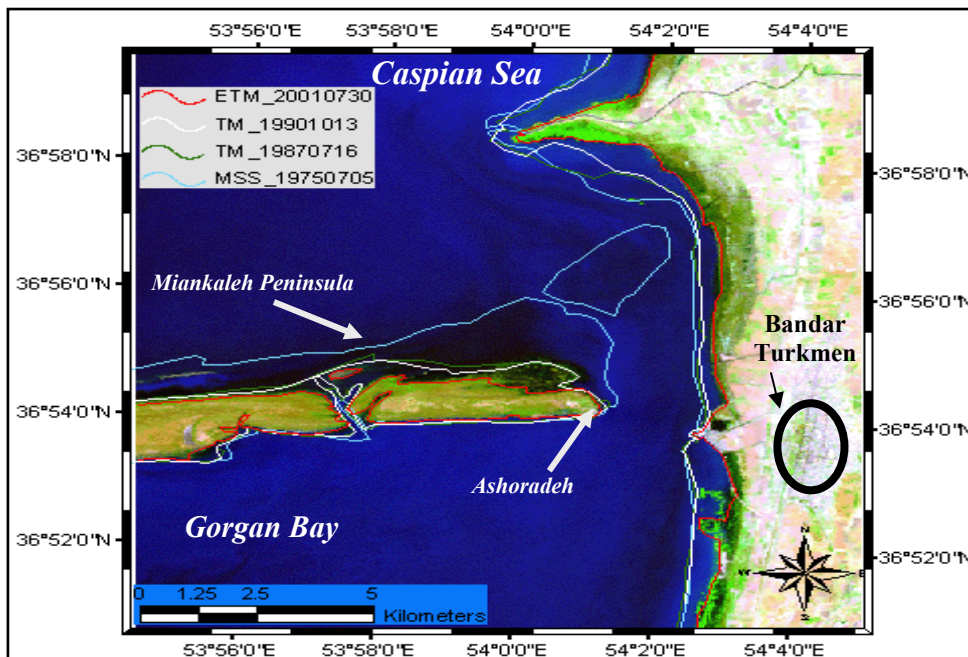 53°56'0"E 53°58'0"E 54°0'0"E 54°2'0"E 54°4'0"E
Caspian Sea
ETM_20010730
TM_19901013
TM_19870716
MSS_19750705
36°58'0"N
36°58'0"N
Miankaleh Peninsula
36°56'0"N
36°56'0"N
Bandar
Turkmen
36°54'0"N
36°54'0"N
Ashoradeh
Gorgan Bay
36°52'0"N
36°52'0"N
N
W E
S
0 1.25 2.5 5
Kilometers
53°56'0"E 53°58'0"E 54°0'0"E 54°2'0"E 54°4'0"E